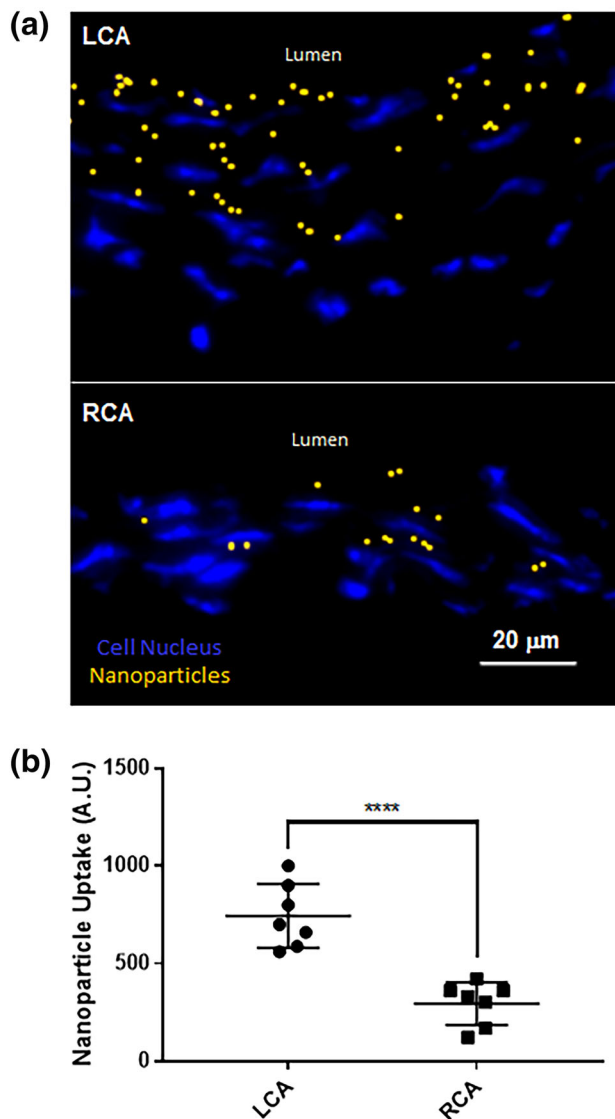 (a)
LCA
Lumen
RCA
Lumen
Cell Nucleus
Nanoparticles
20 μm
(b)
Nanoparticle Uptake (A.U.)
1500
1000
500
0
****
LCA
RCA